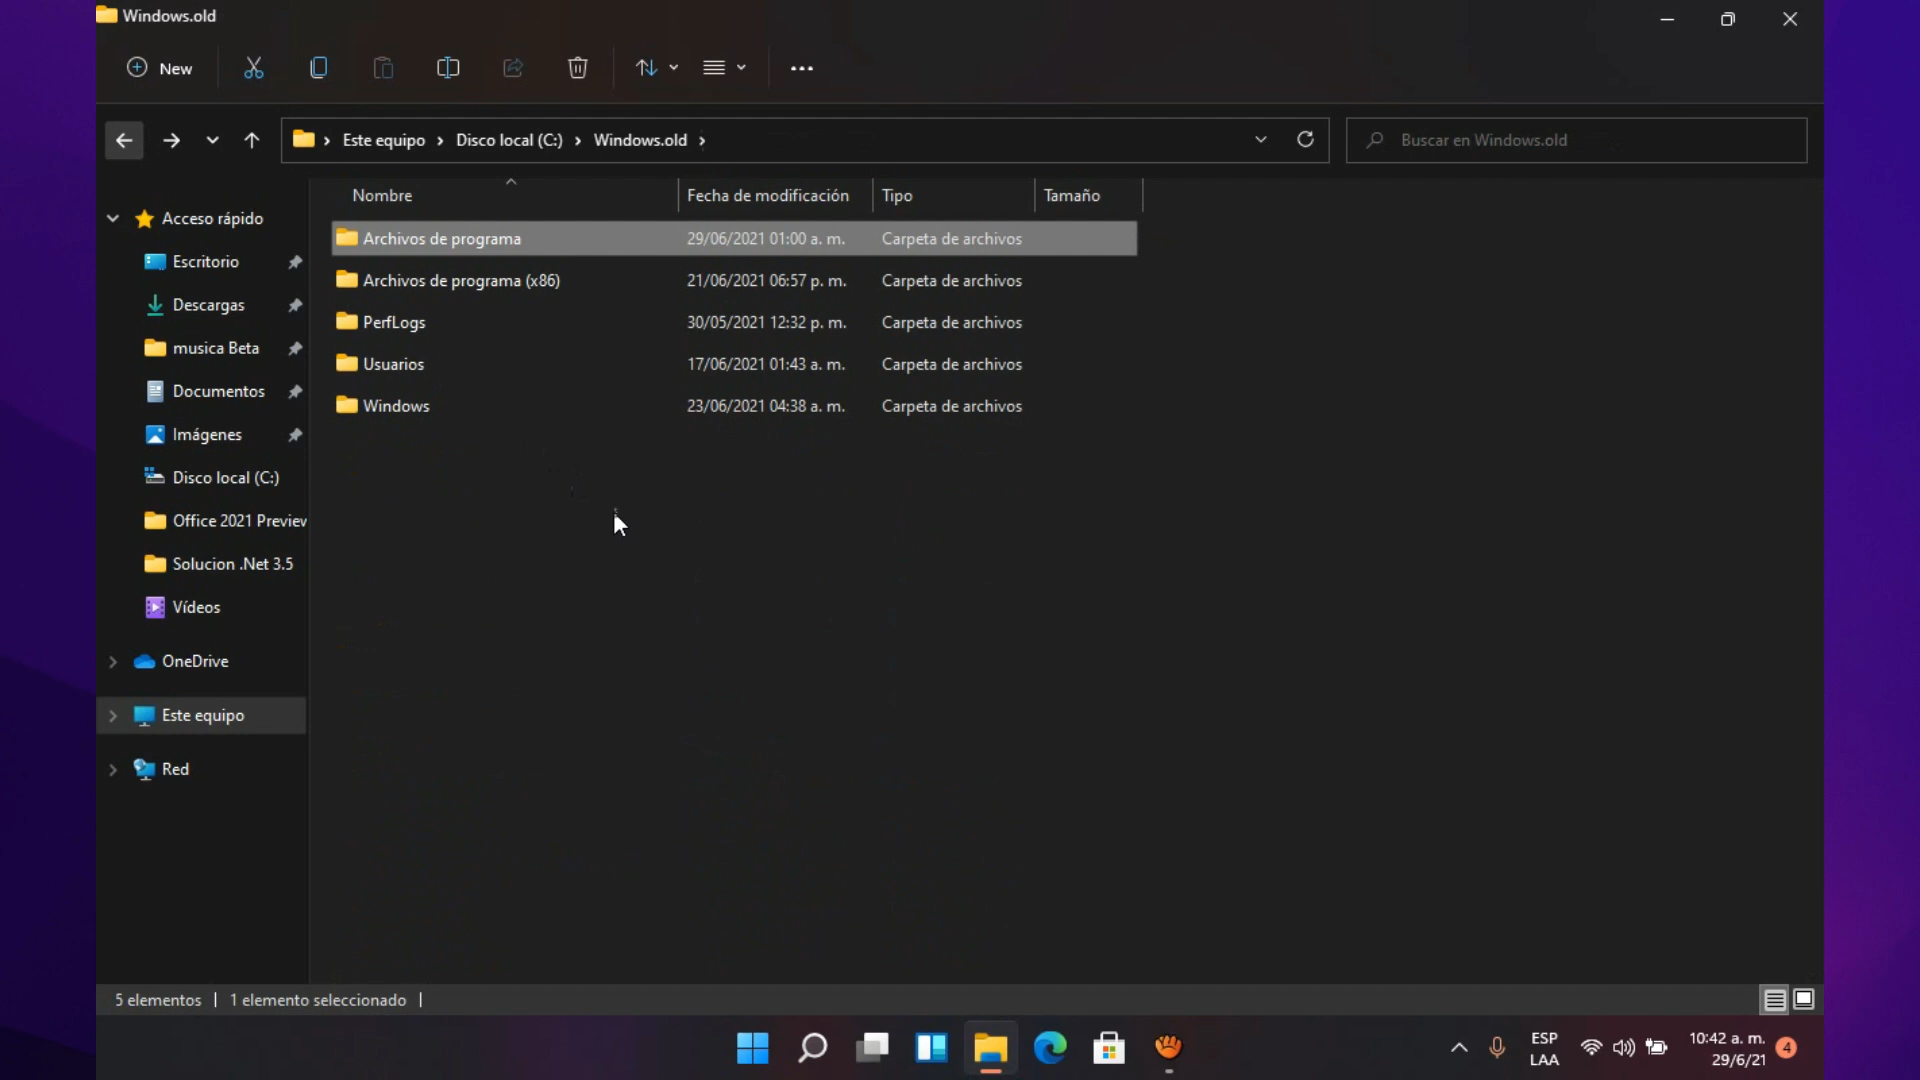 Windows.old
New
Este equipo
Disco local (C:)
Windows.old
Buscar en Windows.old
Nombre
Fecha de modificación
Tipo
Tamaño
Acceso rápido
Escritorio
Descargas
musica Beta
Documentos
Imágenes
Disco local (C:)
Office 2021 Preview
Solucion .Net 3.5
Vídeos
OneDrive
Este equipo
Red
Archivos de programa 29/06/2021 01:00 a. m. Carpeta de archivos
Archivos de programa (x86) 21/06/2021 06:57 p. m. Carpeta de archivos
PerfLogs 30/05/2021 12:32 p. m. Carpeta de archivos
Usuarios 17/06/2021 01:43 a. m. Carpeta de archivos
Windows 23/06/2021 04:38 a. m. Carpeta de archivos
5 elementos
1 elemento seleccionado
ESP
LAA
10:42 a. m.
29/6/21
4